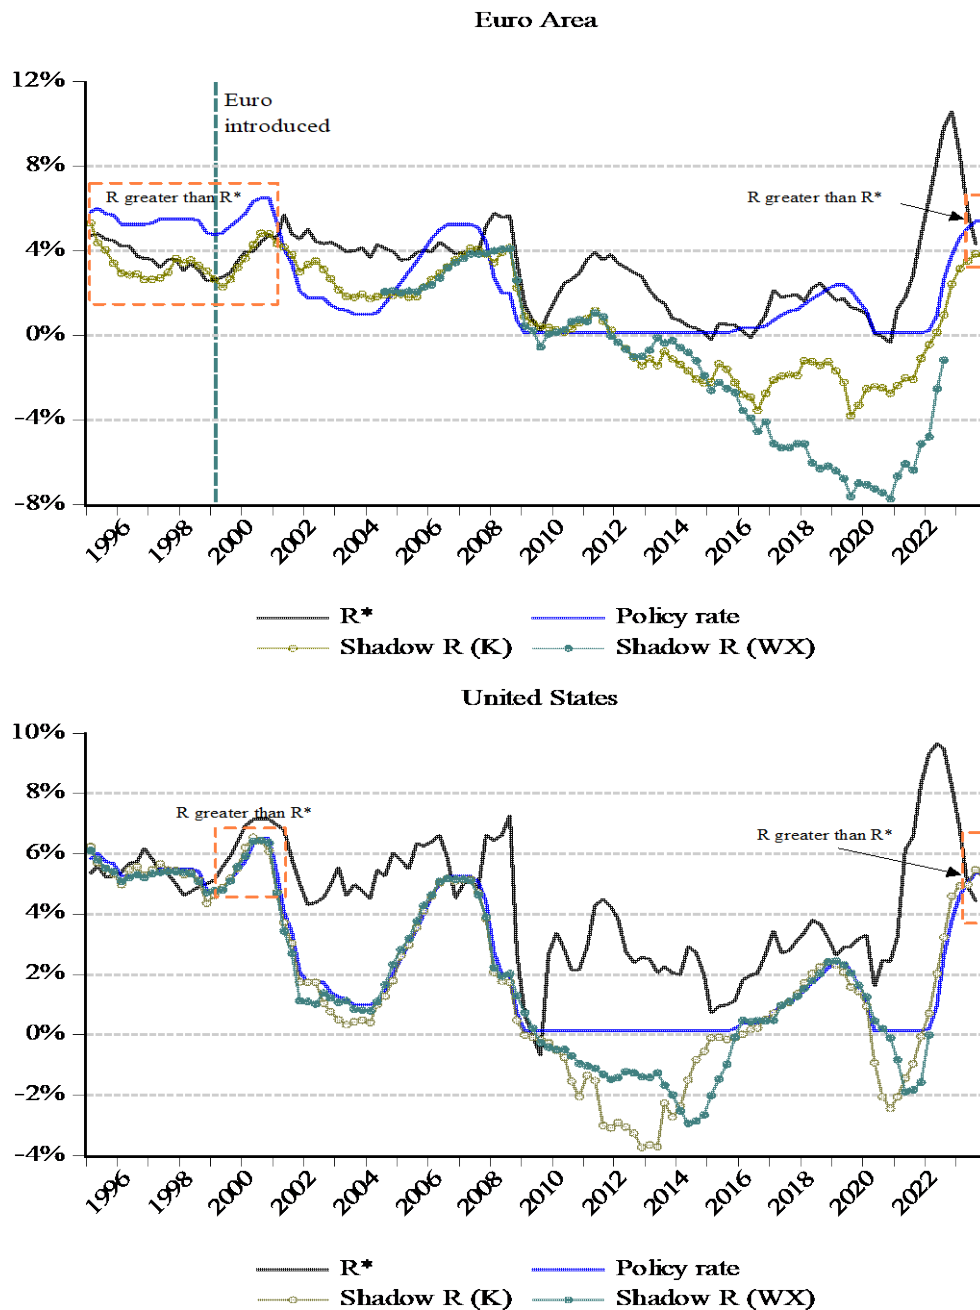 Euro Area
12%
Euro
introduced
8%
R greater than R*
R greater than R*
4%
0%
-4%
-8%
1996 1998 2000 2002 2004 2006 2008 2010 2012 2014 2016 2018 2020 2022
R* Policy rate
Shadow R (K) Shadow R (WX)
United States
10%
8%
R greater than R*
R greater than R*
6%
4%
2%
0%
-2%
-4%
1996 1998 2000 2002 2004 2006 2008 2010 2012 2014 2016 2018 2020 2022
R* Policy rate
Shadow R (K) Shadow R (WX)